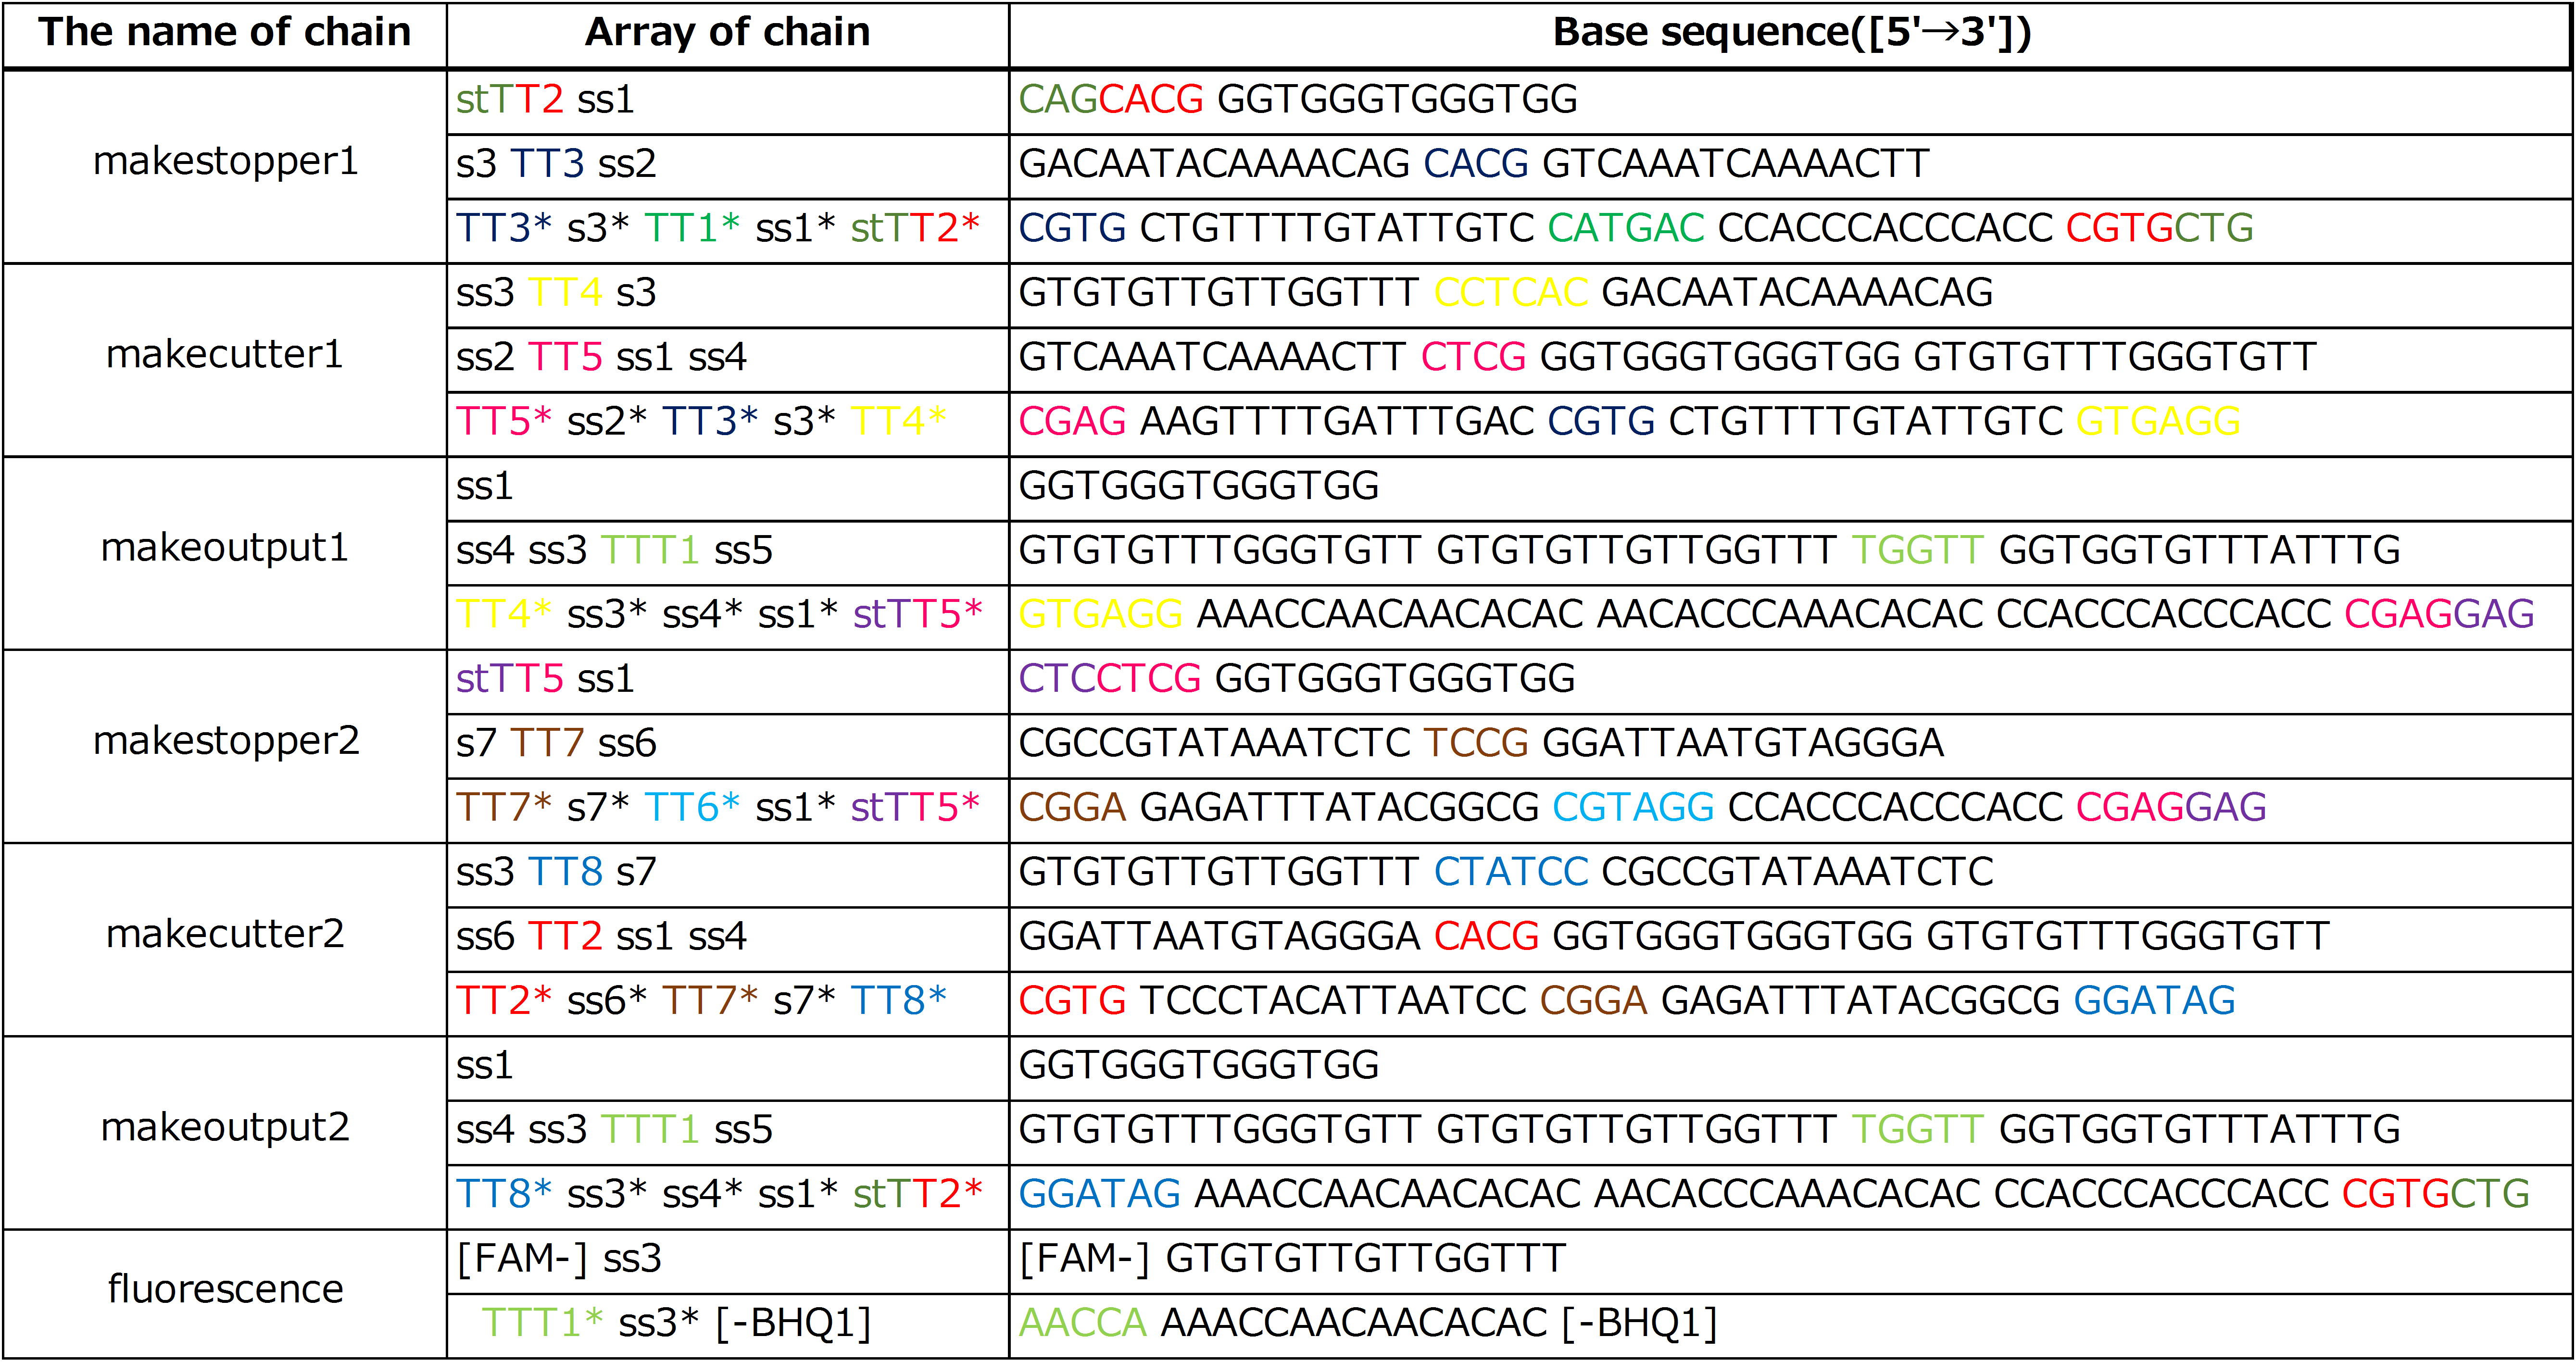 The name of chain Array of chain Base sequence([5'→3'])
makestopper1
stTT2 ss1 CAGCACG GGTGGGTGGGTGG
s3 TT3 ss2 GACAATACAAAACAG CACG GTCAAATCAAAACTT
TT3* s3* TT1* ss1* stTT2* CGTG CTGTTTTGTATTGTC CATGAC CCACCCACCCACC CGTGCTG
makecutter1
ss3 TT4 s3 GTGTGTTGTTGGTTT CCTCAC GACAATACAAAACAG
ss2 TT5 ss1 ss4 GTCAAATCAAAACTT CTCG GGTGGGTGGGTGG GTGTGTTTGGGTGTT
TT5* ss2* TT3* s3* TT4* CGAG AAGTTTTGATTTGAC CGTG CTGTTTTGTATTGTC GTGAGG
makeoutput1
ss1 GGTGGGTGGGTGG
ss4 ss3 TTT1 ss5 GTGTGTTTGGGTGTT GTGTGTTGTTGGTTT TGGTT GGTGGTGTTTATTTG
TT4* ss3* ss4* ss1* stTT5* GTGAGG AAACCAACAACACAC AACACCCAAACACAC CCACCCACCCACC CGAGGAG
makestopper2
stTT5 ss1 CTCCTCG GGTGGGTGGGTGG
s7 TT7 ss6 CGCCGTATAAATCTC TCCG GGATTAATGTAGGGA
TT7* s7* TT6* ss1* stTT5* CGGA GAGATTTATACGGCG CGTAGG CCACCCACCCACC CGAGGAG
makecutter2
ss3 TT8 s7 GTGTGTTGTTGGTTT CTATCC CGCCGTATAAATCTC
ss6 TT2 ss1 ss4 GGATTAATGTAGGGA CACG GGTGGGTGGGTGG GTGTGTTTGGGTGTT
TT2* ss6* TT7* s7* TT8* CGTG TCCCTACATTAATCC CGGA GAGATTTATACGGCG GGATAG
makeoutput2
ss1 GGTGGGTGGGTGG
ss4 ss3 TTT1 ss5 GTGTGTTTGGGTGTT GTGTGTTGTTGGTTT TGGTT GGTGGTGTTTATTTG
TT8* ss3* ss4* ss1* stTT2* GGATAG AAACCAACAACACAC AACACCCAAACACAC CCACCCACCCACC CGTGCTG
fluorescence
[FAM-] ss3 [FAM-] GTGTGTTGTTGGTTT
TTT1* ss3* [-BHQ1] AACCA AAACCAACAACACAC [-BHQ1]